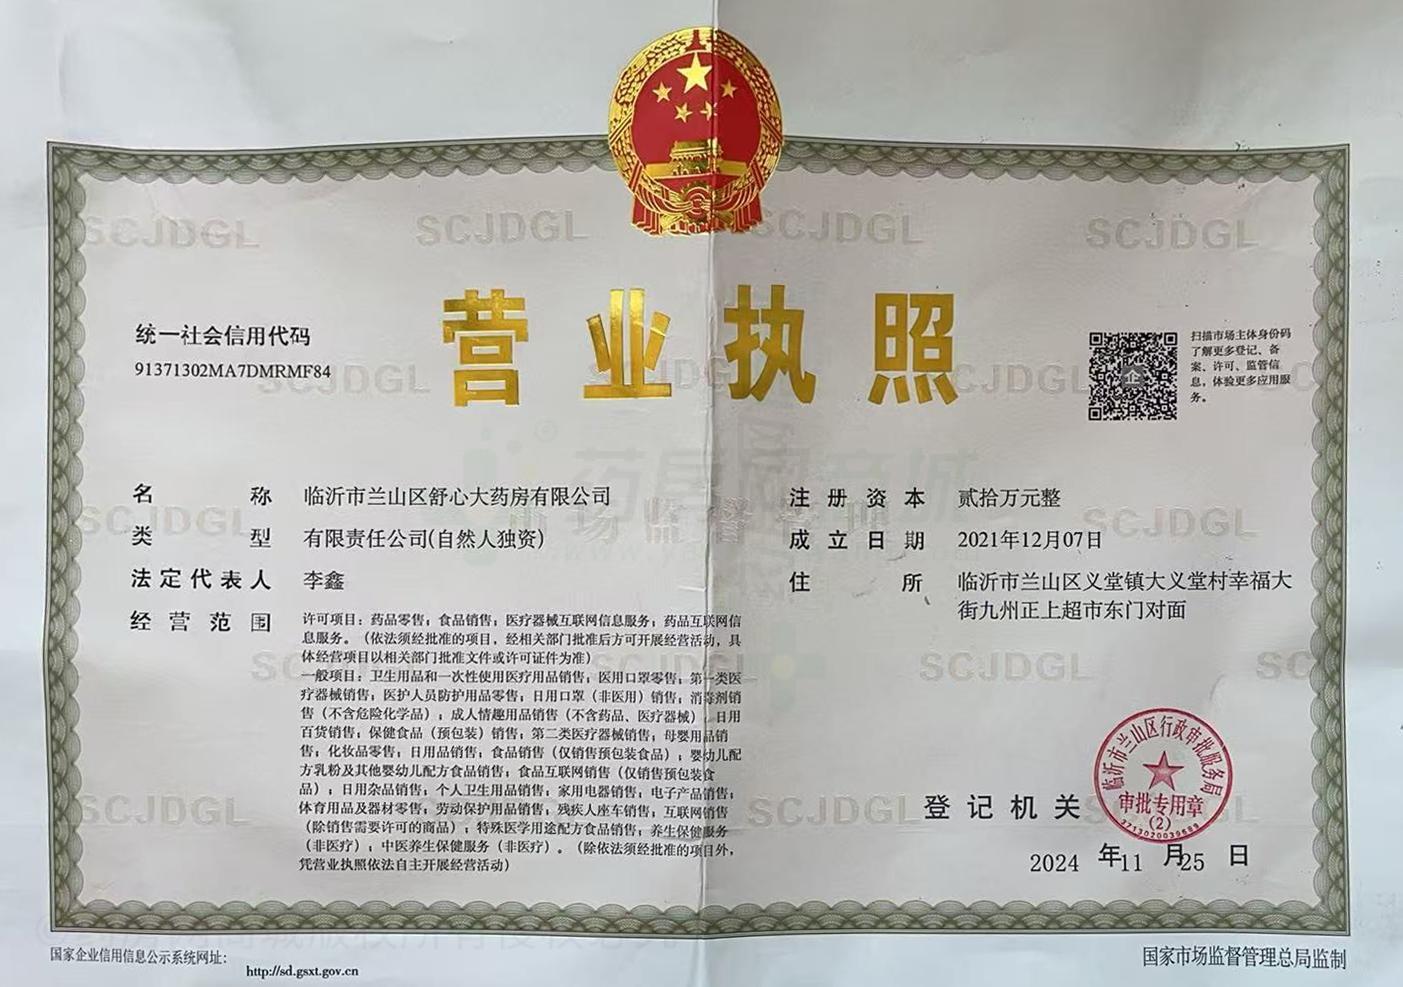 营业执照
统一社会信用代码
91371302MA7DMRMF84
扫描市场主体身份码
了解更多登记、备
案、许可、监管信
息，体验更多应用服
务。
名称 临沂市兰山区舒心大药房有限公司
类型 有限责任公司(自然人独资)
法定代表人 李鑫
经营范围 许可项目：药品零售；食品销售；医疗器械互联网信息服务；药品互联网信
息服务。（依法须经批准的项目，经相关部门批准后方可开展经营活动，具
体经营项目以相关部门批准文件或许可证件为准）
一般项目：卫生用品和一次性使用医疗用品销售；医用口罩零售；第一类医
疗器械销售；医护人员防护用品零售；日用口罩（非医用）销售；消毒剂销
售（不含危险化学品）；成人情趣用品销售（不含药品、医疗器械）；日用
百货销售；保健食品（预包装）销售；第二类医疗器械销售；母婴用品销
售；化妆品零售；日用品销售；食品销售（仅销售预包装食品）；婴幼儿配
方乳粉及其他婴幼儿配方食品销售；食品互联网销售（仅销售预包装食
品）；日用杂品销售；个人卫生用品销售；家用电器销售；电子产品销售；
体育用品及器材零售；劳动保护用品销售；残疾人座车销售；互联网销售
（除销售需要许可的商品）；特殊医学用途配方食品销售；养生保健服务
（非医疗）；中医养生保健服务（非医疗）。（除依法须经批准的项目外，
凭营业执照依法自主开展经营活动）
注册资本 贰拾万元整
成立日期 2021年12月07日
住所 临沂市兰山区义堂镇大义堂村幸福大
街九州正上超市东门对面
登记机关
临沂市兰山区行政审批服务局
审批专用章
(2)
3713020039689
2024年11月25日
国家企业信用信息公示系统网址：
http://sd.gsxt.gov.cn
国家市场监督管理总局监制
SCJDGL
药房网商城
市场监督管理